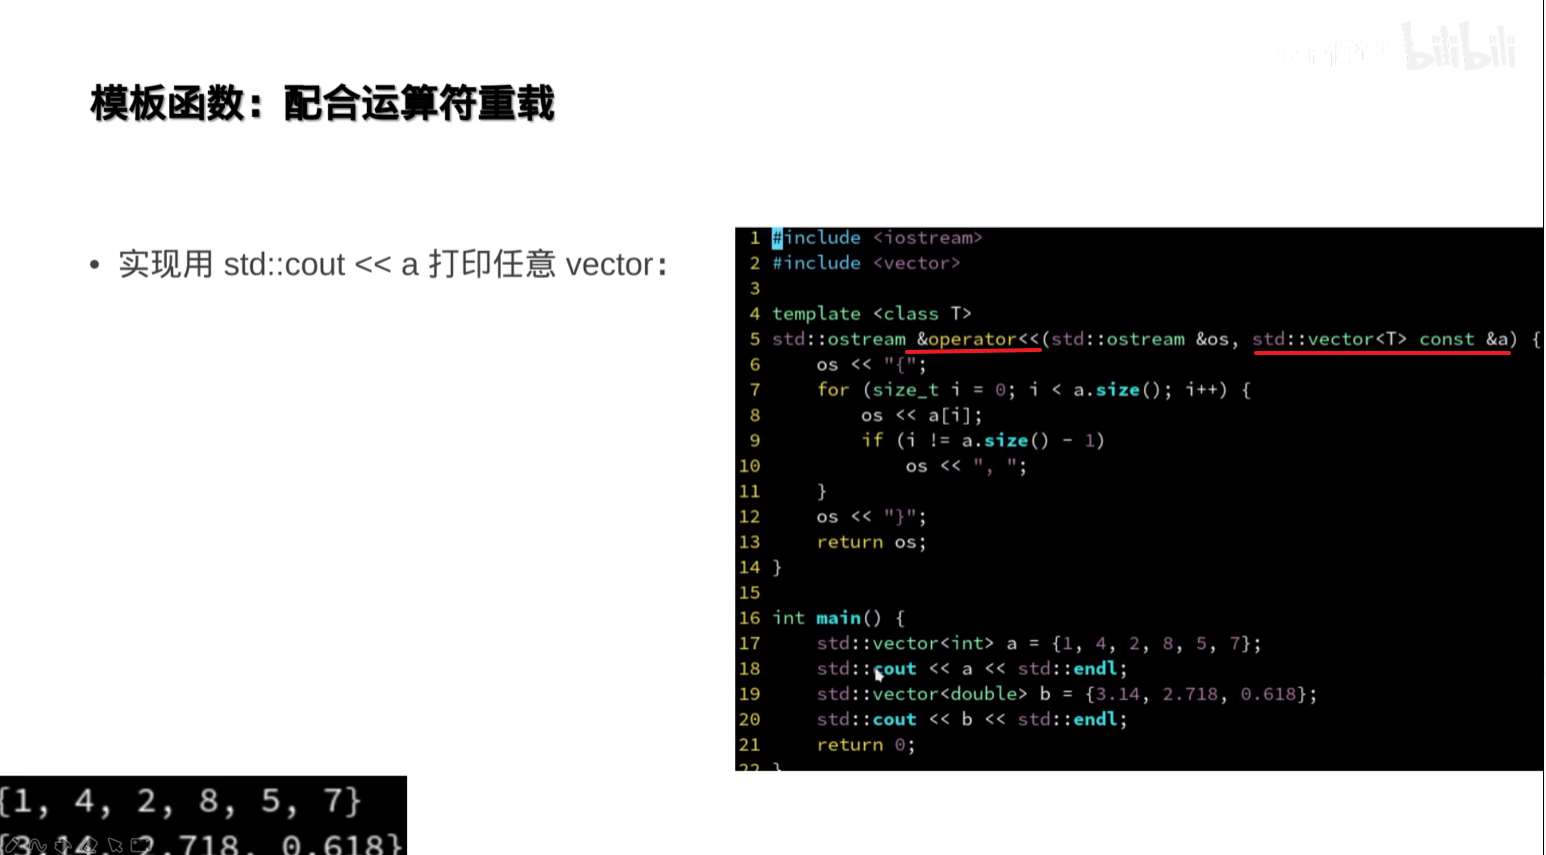 bilibili
模板函数：配合运算符重载
• 实现用 std::cout << a 打印任意 vector：
1 #include <iostream>
2 #include <vector>
3
4 template <class T>
5 std::ostream &operator<<(std::ostream &os, std::vector<T> const &a) {
6     os << "{";
7     for (size_t i = 0; i < a.size(); i++) {
8         os << a[i];
9         if (i != a.size() - 1)
10             os << ", ";
11     }
12     os << "}";
13     return os;
14 }
15
16 int main() {
17     std::vector<int> a = {1, 4, 2, 8, 5, 7};
18     std::cout << a << std::endl;
19     std::vector<double> b = {3.14, 2.718, 0.618};
20     std::cout << b << std::endl;
21     return 0;
22 }
{1, 4, 2, 8, 5, 7}
{3.14, 2.718, 0.618}